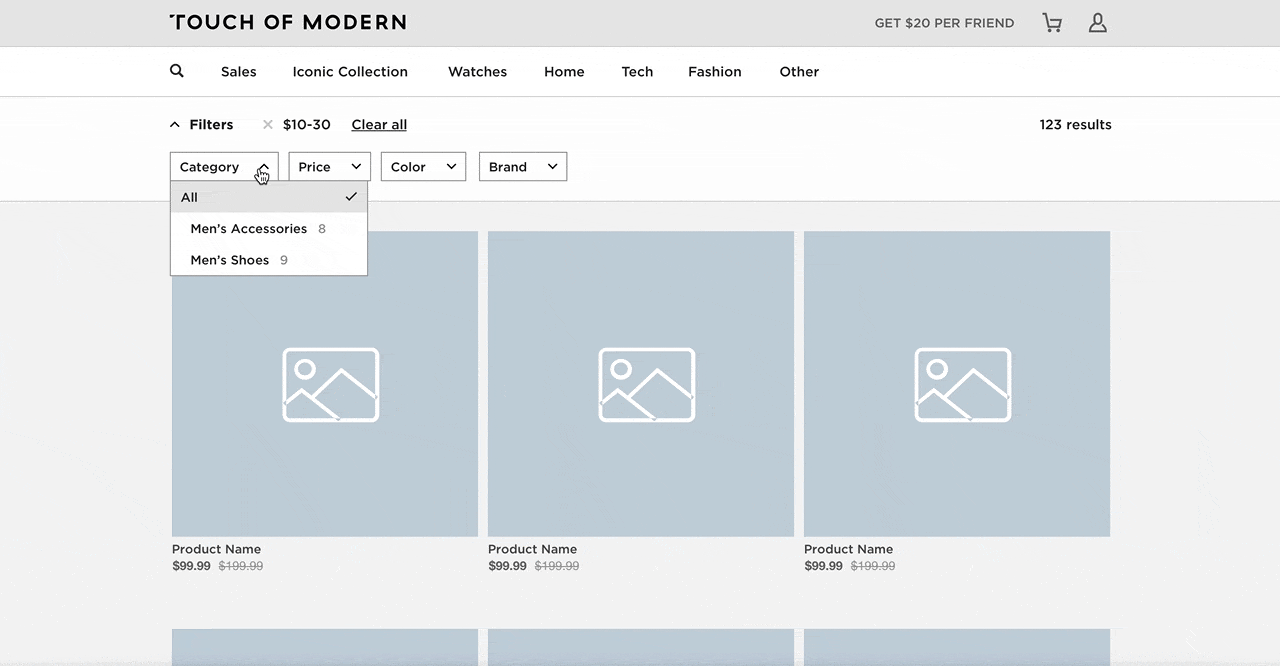 TOUCH OF MODERN
GET $20 PER FRIEND
Sales Iconic Collection Watches Home Tech Fashion Other
Filters $10-30 Clear all 123 results
Category Price Color Brand
All
Men’s Accessories 8
Men’s Shoes 9
Product Name Product Name Product Name
$99.99 $199.99 $99.99 $199.99 $99.99 $199.99